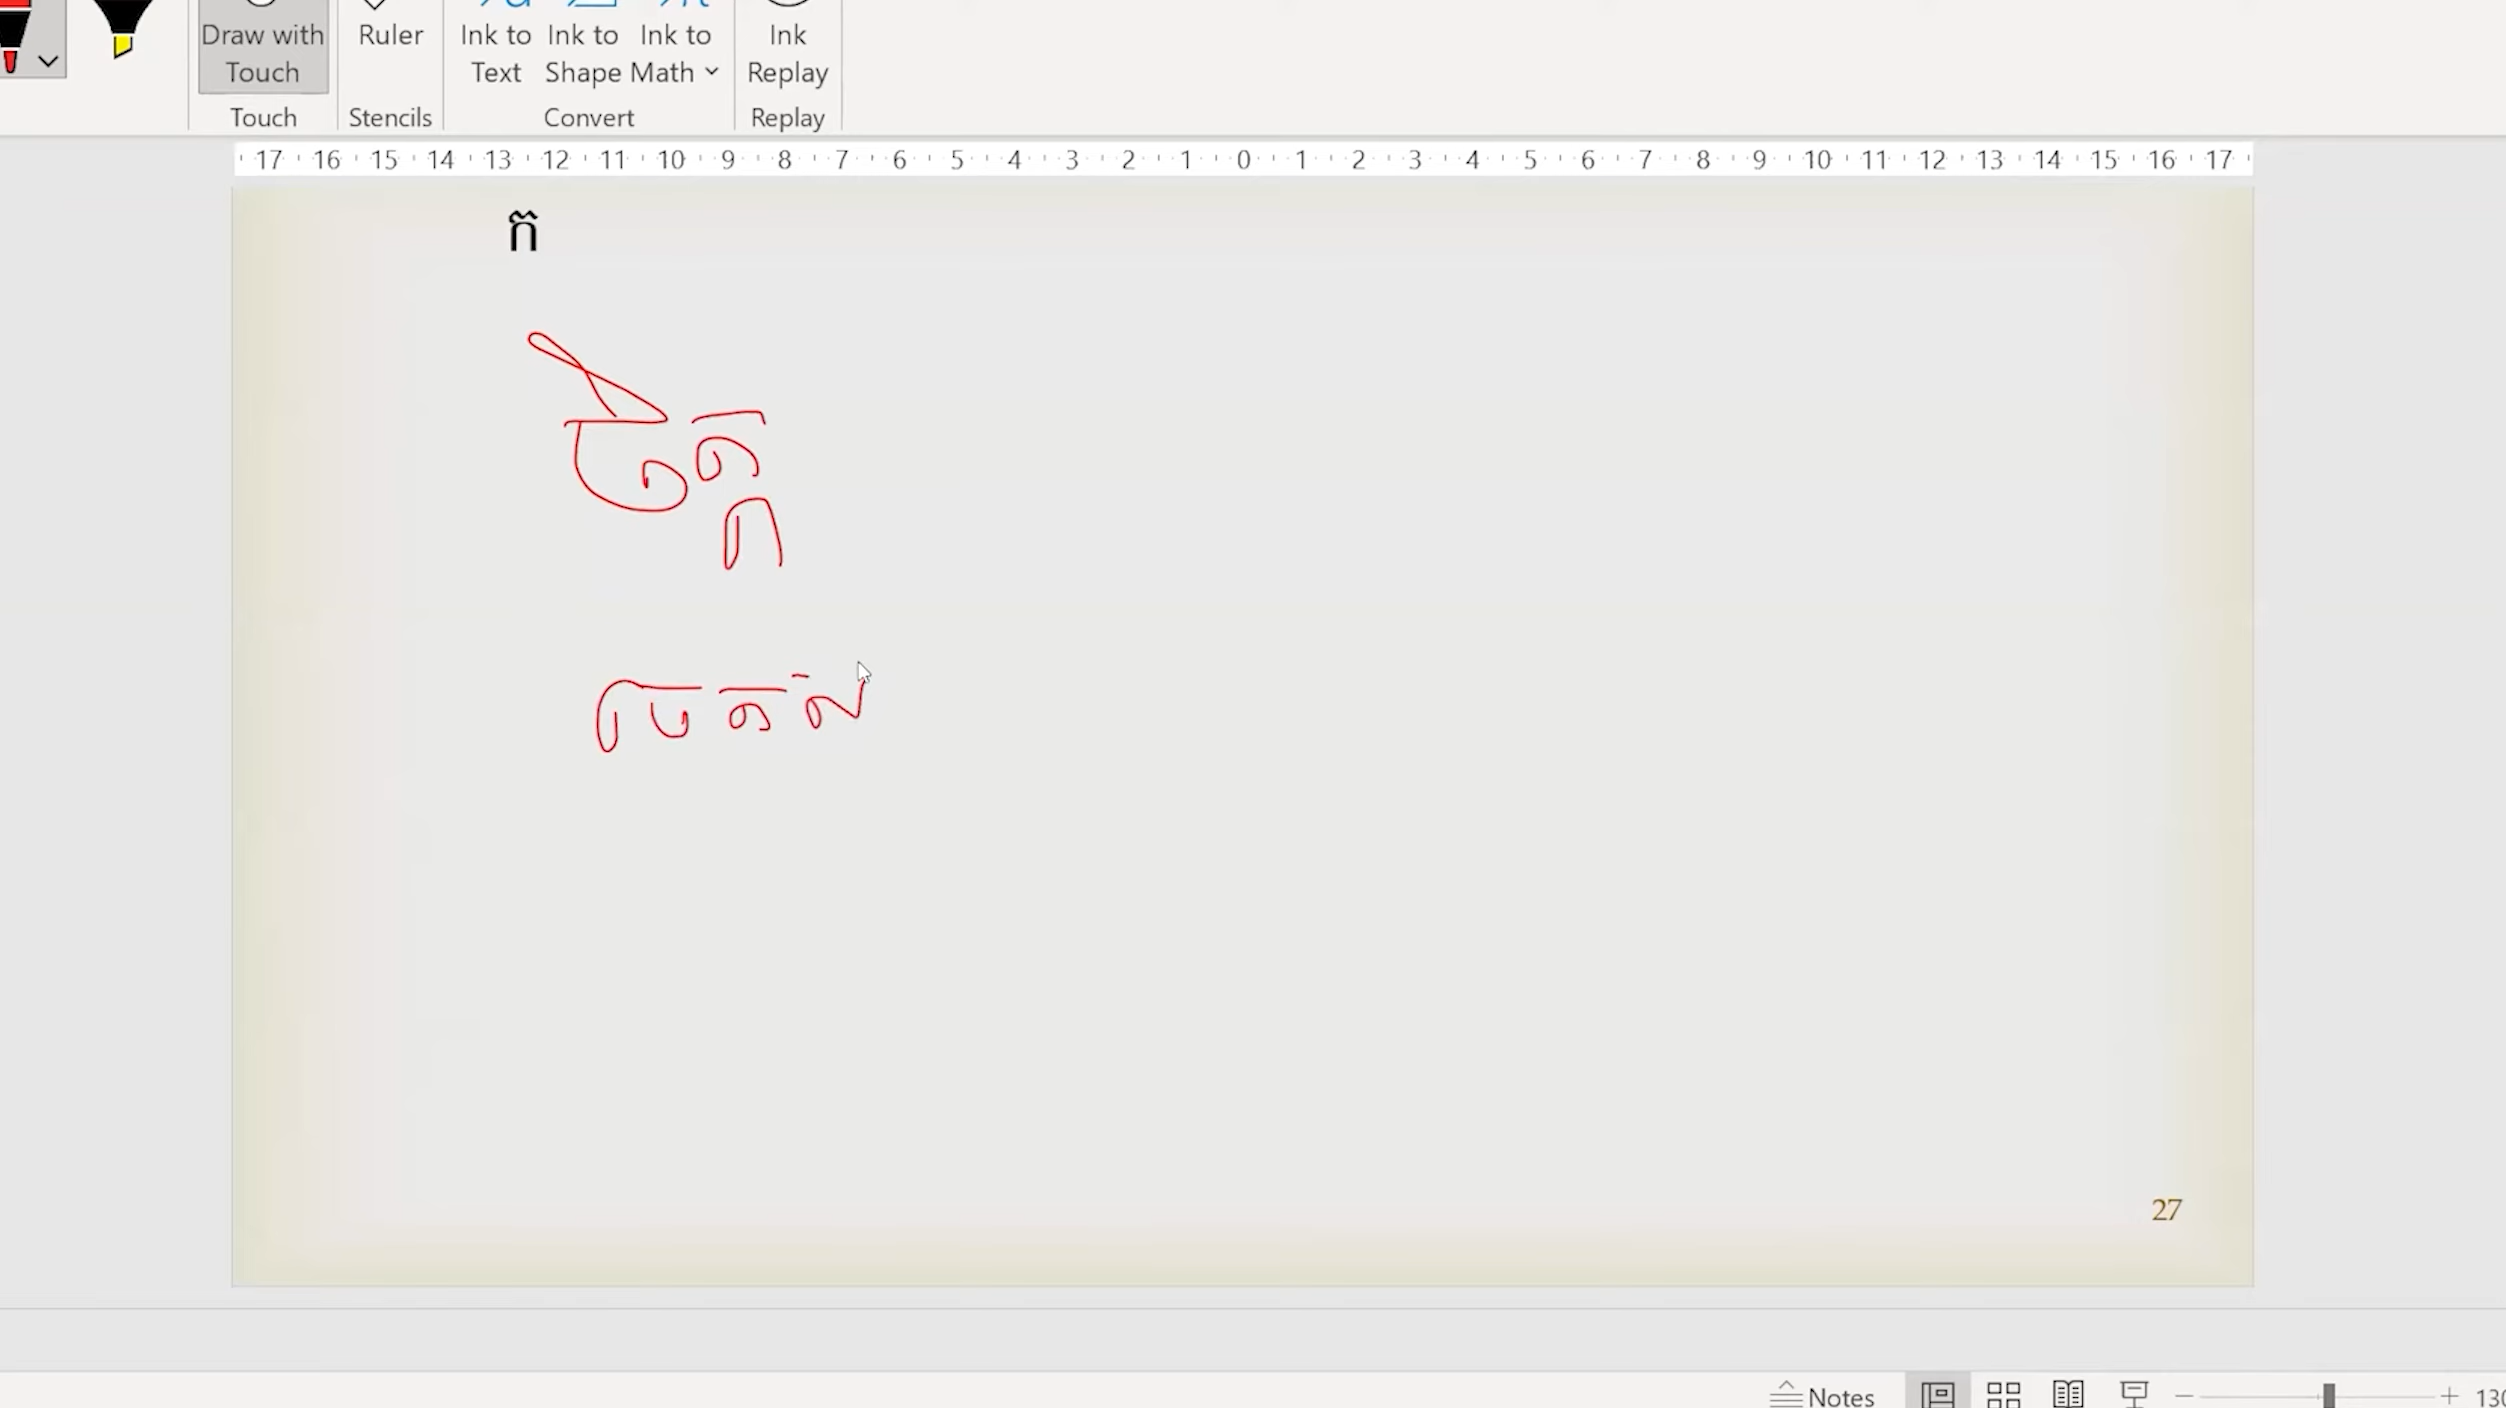 Draw with Touch
Ruler
Ink to Text
Ink to Shape
Ink to Math
Ink Replay
Touch
Stencils
Convert
Replay
17 16 15 14 13 12 11 10 9 8 7 6 5 4 3 2 1 0 1 2 3 4 5 6 7 8 9 10 11 12 13 14 15 16 17
ក៏
27
Notes